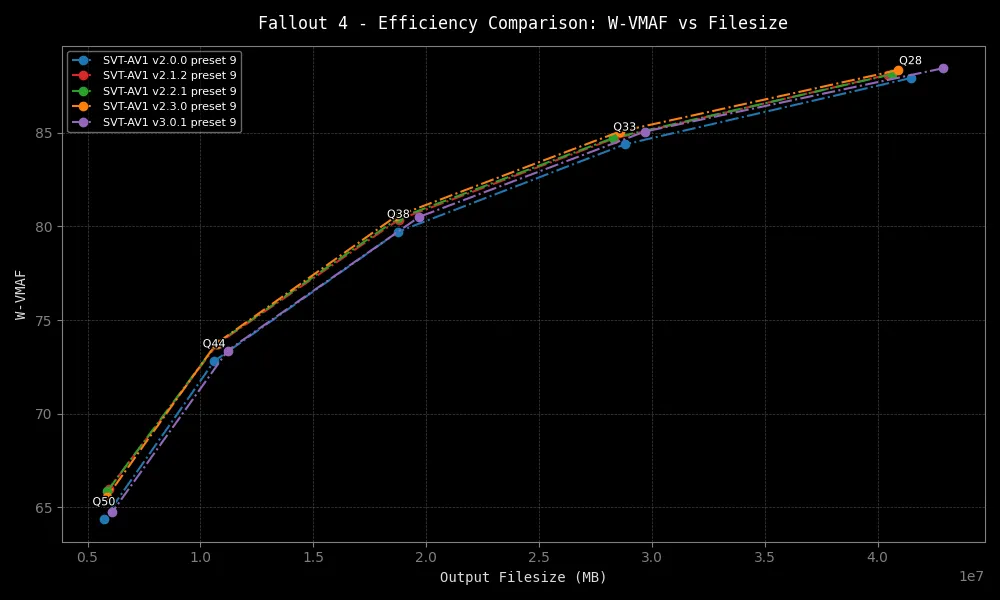 Fallout 4 - Efficiency Comparison: W-VMAF vs Filesize
SVT-AV1 v2.0.0 preset 9
SVT-AV1 v2.1.2 preset 9
SVT-AV1 v2.2.1 preset 9
SVT-AV1 v2.3.0 preset 9
SVT-AV1 v3.0.1 preset 9
Q28
Q33
Q38
Q44
Q50
W-VMAF
85
80
75
70
65
0.5 1.0 1.5 2.0 2.5 3.0 3.5 4.0
1e7
Output Filesize (MB)